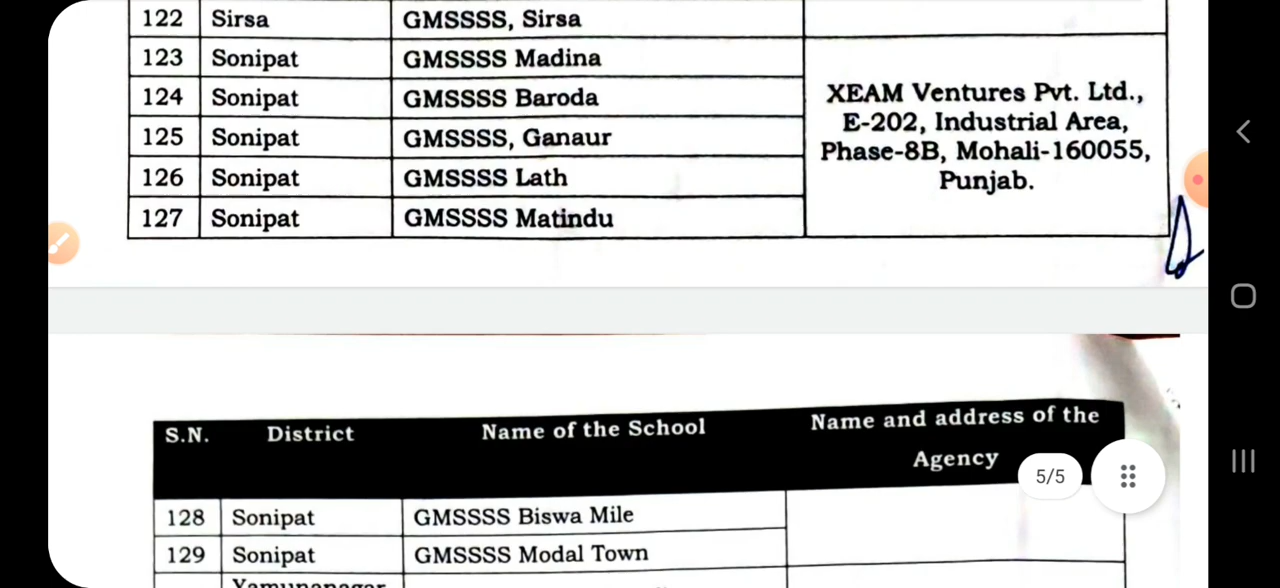 122 Sirsa GMSSSS, Sirsa
123 Sonipat GMSSSS Madina
124 Sonipat GMSSSS Baroda
125 Sonipat GMSSSS, Ganaur
126 Sonipat GMSSSS Lath
127 Sonipat GMSSSS Matindu
XEAM Ventures Pvt. Ltd.,
E-202, Industrial Area,
Phase-8B, Mohali-160055,
Punjab.
S.N. District Name of the School Name and address of the
Agency
5/5
128 Sonipat GMSSSS Biswa Mile
129 Sonipat GMSSSS Modal Town
Yamunanagar